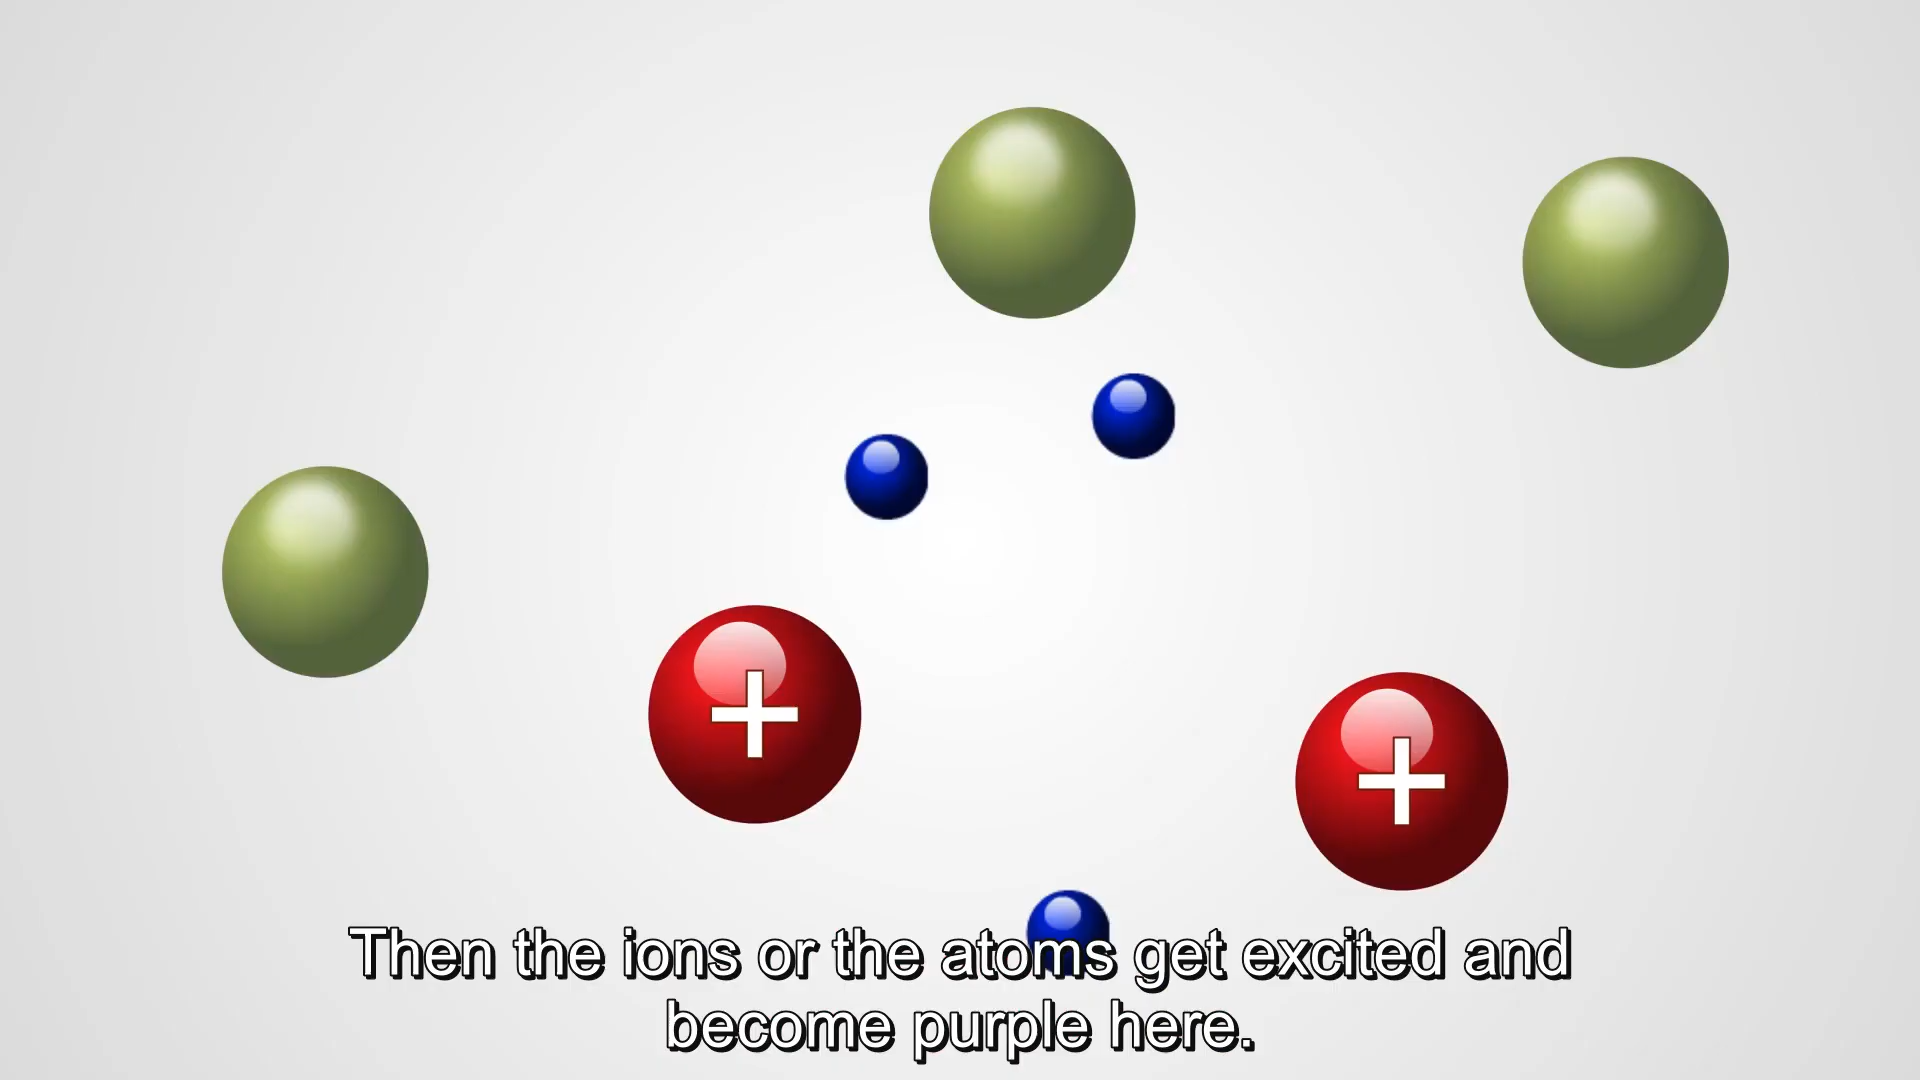 +
+
Then the ions or the atoms get excited and
become purple here.